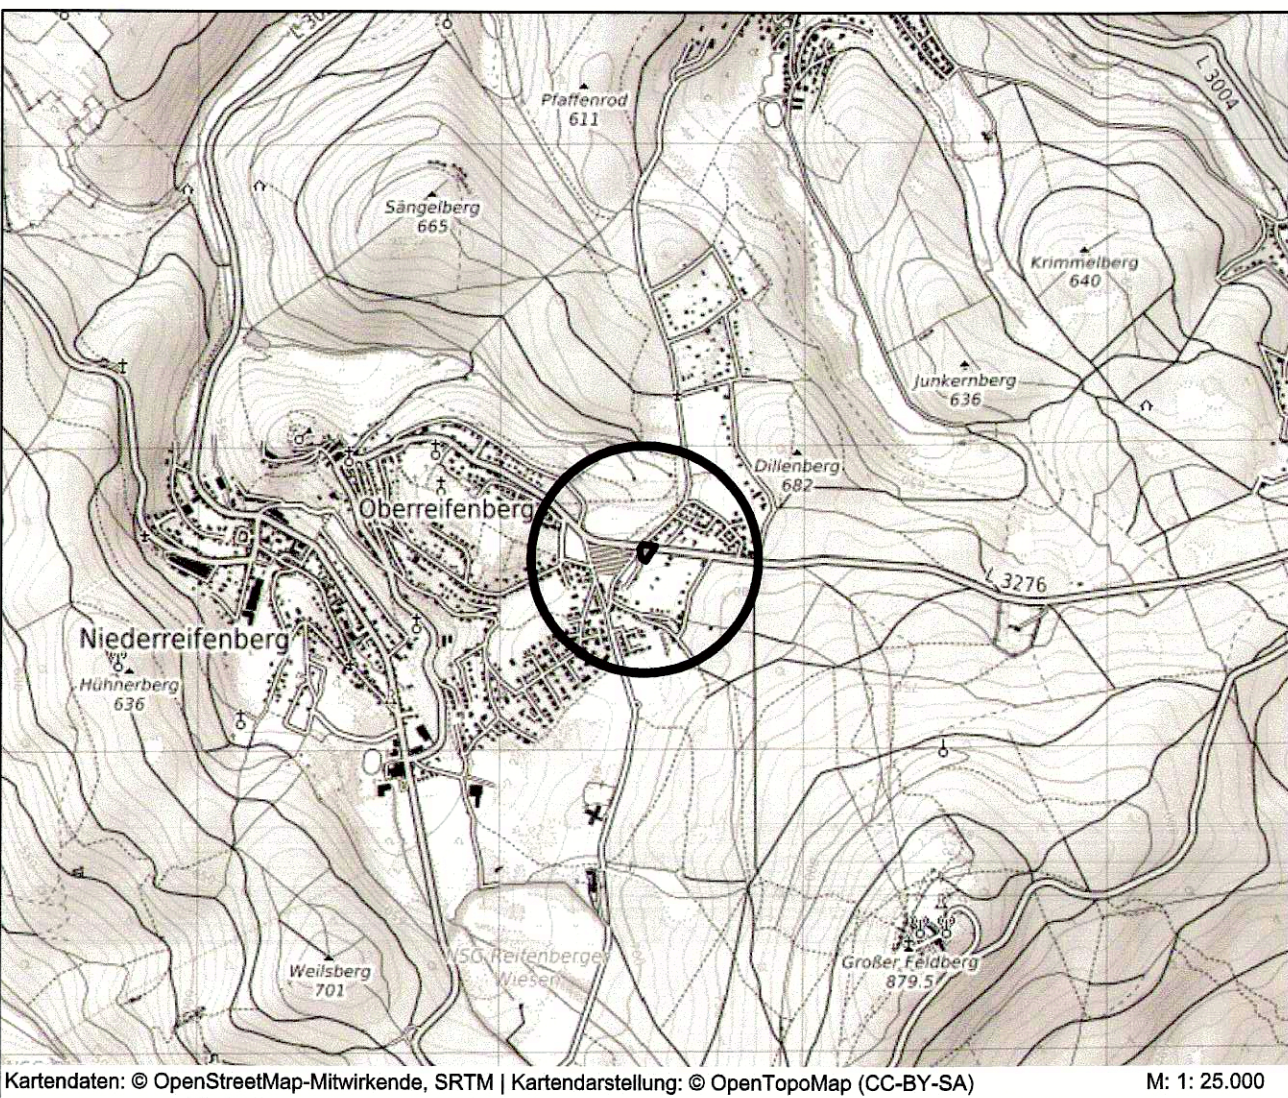 L 30
Pfaffenrod
611
L 3004
Sängelberg
665
Krimmelberg
640
Junkernberg
636
Dillenberg
682
Oberreifenberg
L 3276
Niederreifenberg
Hühnerberg
636
NSG Reifenberger
Wiesen
Großer Feldberg
879.5
Weilsberg
701
Kartendaten: © OpenStreetMap-Mitwirkende, SRTM | Kartendarstellung: © OpenTopoMap (CC-BY-SA) M: 1: 25.000